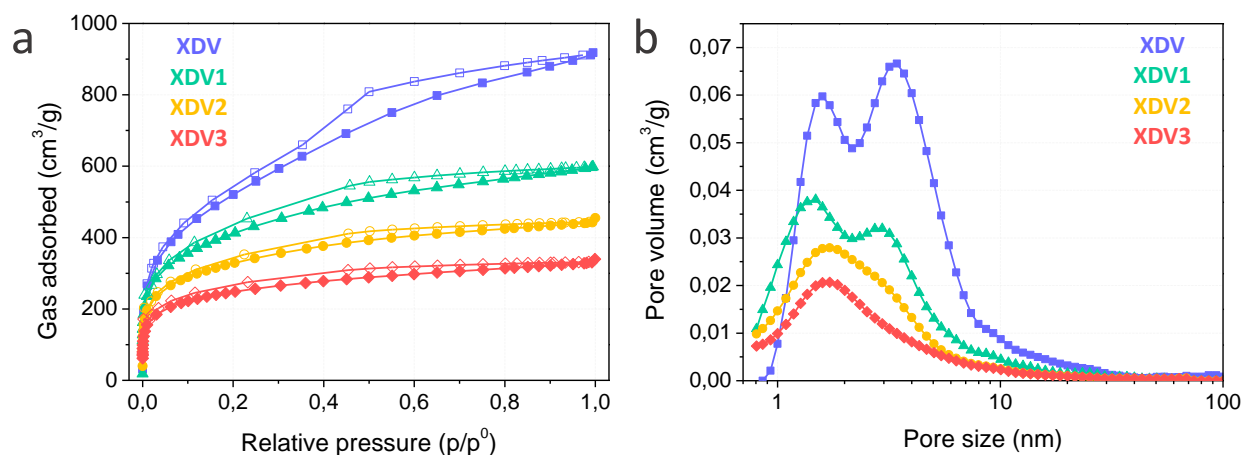 a
XDV
XDV1
XDV2
XDV3
Gas adsorbed (cm³/g)
1000
800
600
400
200
0
0,0
0,2
0,4
0,6
0,8
1,0
Relative pressure (p/p⁰)
b
XDV
XDV1
XDV2
XDV3
Pore volume (cm³/g)
0,07
0,06
0,05
0,04
0,03
0,02
0,01
0,00
1
10
100
Pore size (nm)